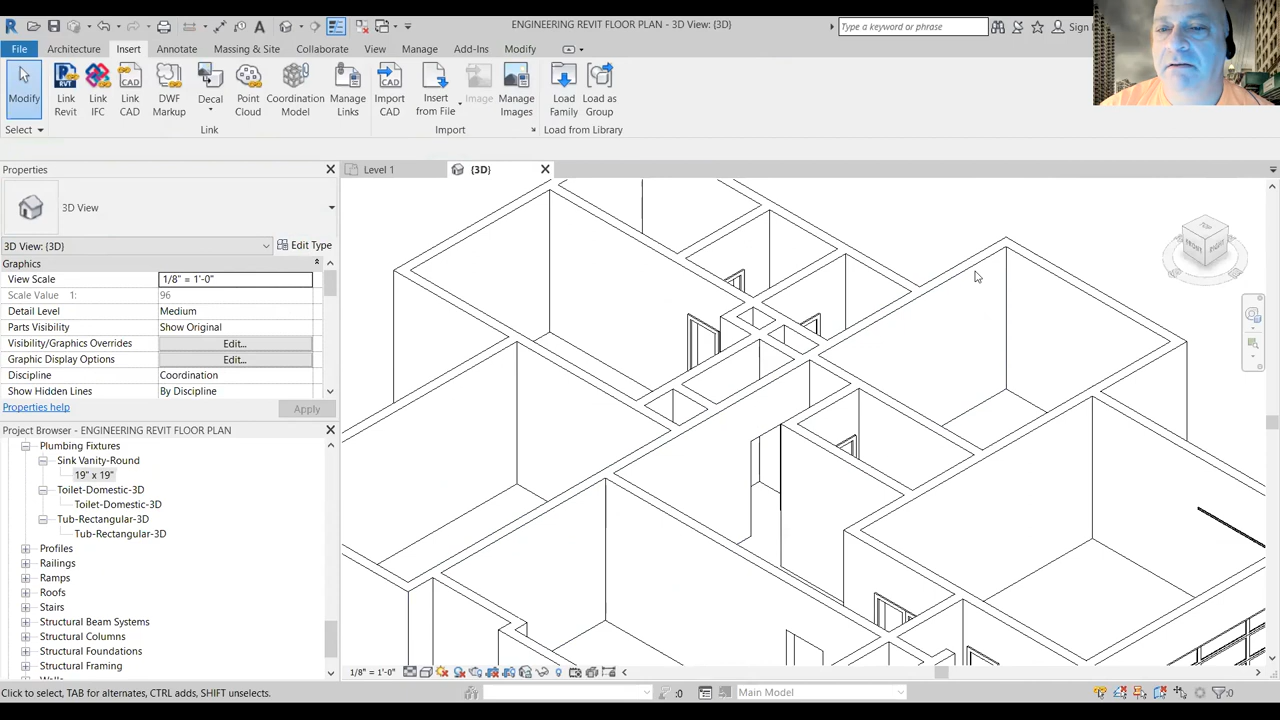 ENGINEERING REVIT FLOOR PLAN - 3D View: {3D}
Type a keyword or phrase
Sign
File Architecture Insert Annotate Massing & Site Collaborate View Manage Add-Ins Modify
Modify
Link Revit
Link IFC
Link CAD
DWF Markup
Decal
Point Cloud
Coordination Model
Manage Links
Import CAD
Insert from File
Image
Manage Images
Load Family
Load as Group
Select
Link
Import
Load from Library
Properties
Level 1
{3D}
3D View
3D View: {3D}
Edit Type
Graphics
View Scale 1/8" = 1'-0"
Scale Value 1: 96
Detail Level Medium
Parts Visibility Show Original
Visibility/Graphics Overrides Edit...
Graphic Display Options Edit...
Discipline Coordination
Show Hidden Lines By Discipline
Properties help
Apply
Project Browser - ENGINEERING REVIT FLOOR PLAN
Plumbing Fixtures
Sink Vanity-Round
19" x 19"
Toilet-Domestic-3D
Toilet-Domestic-3D
Tub-Rectangular-3D
Tub-Rectangular-3D
Profiles
Railings
Ramps
Roofs
Stairs
Structural Beam Systems
Structural Columns
Structural Foundations
Structural Framing
TOP
FRONT
RIGHT
1/8" = 1'-0"
Click to select, TAB for alternates, CTRL adds, SHIFT unselects.
:0
Main Model
:0